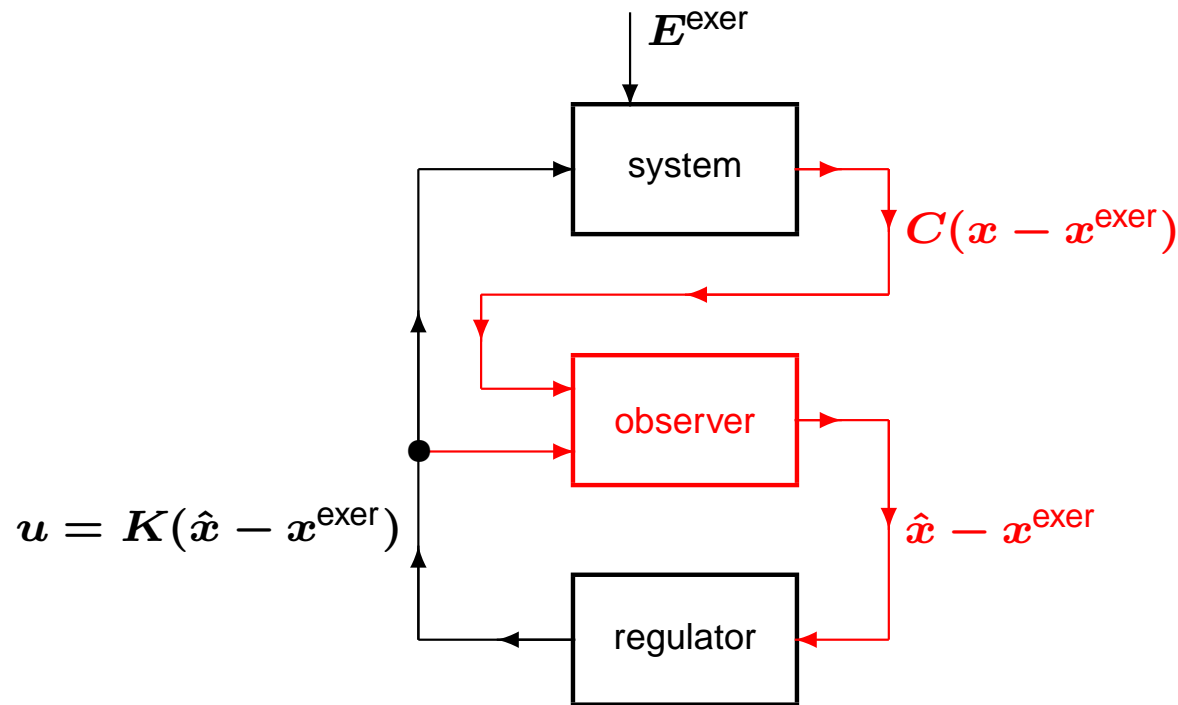 E^exer
system
C(x − x^exer)
observer
u = K(x̂ − x^exer)
x̂ − x^exer
regulator